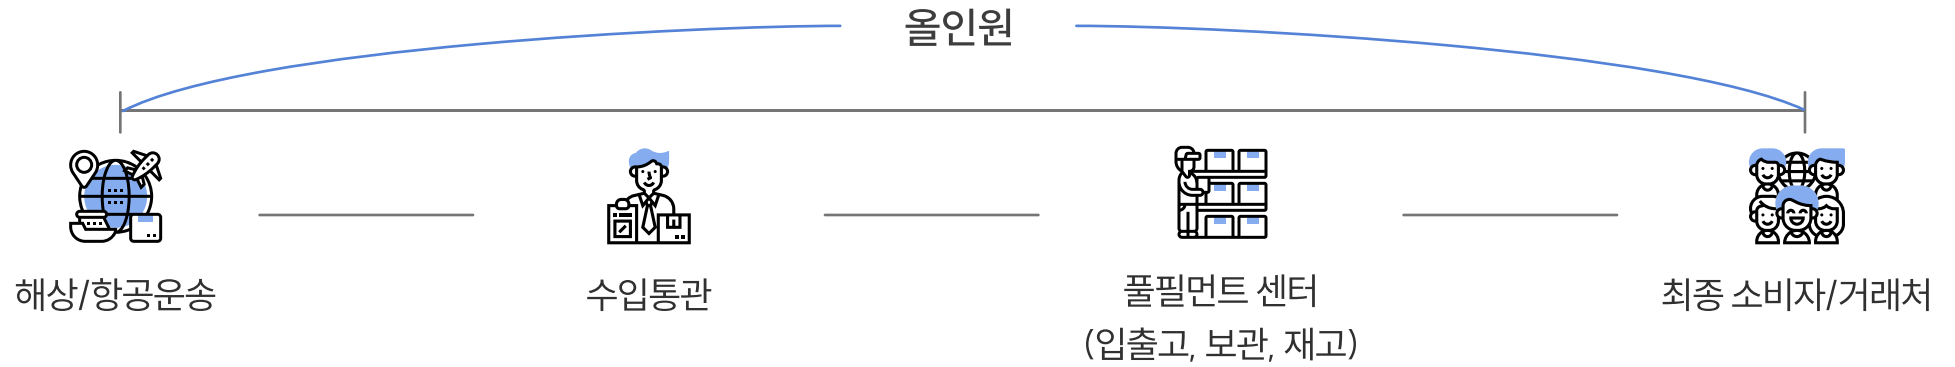 올인원
해상/항공운송
수입통관
풀필먼트 센터
(입출고, 보관, 재고)
최종 소비자/거래처